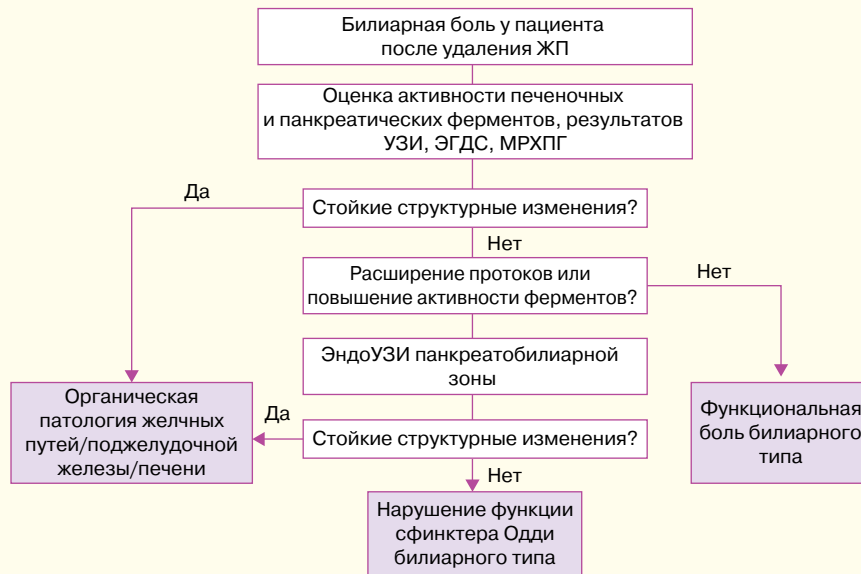 Билиарная боль у пациента
после удаления ЖП
Оценка активности печеночных
и панкреатических ферментов, результатов
УЗИ, ЭГДС, МРХПГ
Да
Стойкие структурные изменения?
Нет
Расширение протоков или
повышение активности ферментов?
Нет
ЭндоУЗИ панкреатобилиарной
зоны
Органическая
патология желчных
путей/поджелудочной
железы/печени
Да
Стойкие структурные изменения?
Функциональная
боль билиарного
типа
Нет
Нарушение функции
сфинктера Одди
билиарного типа